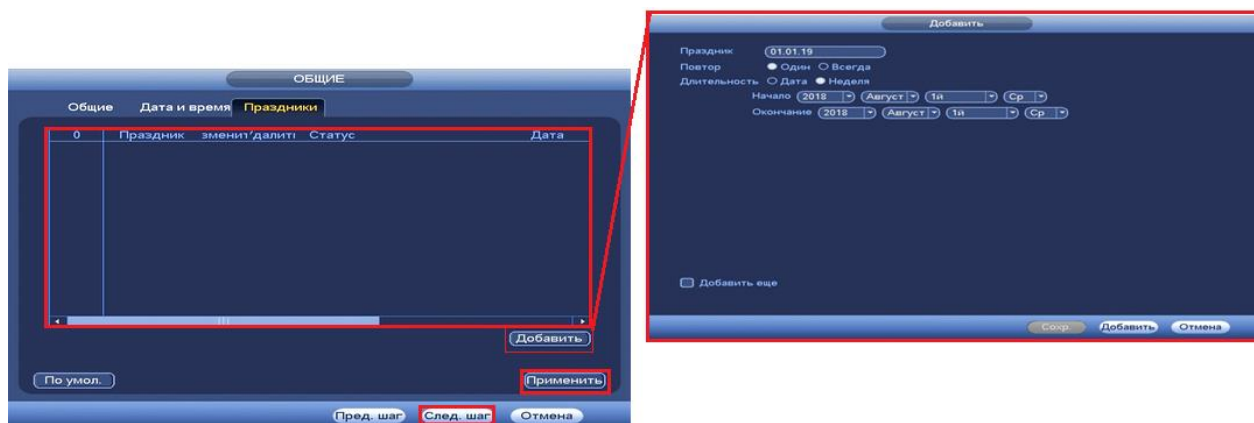 ОБЩИЕ
Общие Дата и время Праздники
0 Праздник зменит далити Статус Дата
Добавить
По умол. Применить
Пред. шаг След. шаг Отмена
Добавить
Праздник 01.01.19
Повтор Один Всегда
Длительность Дата Неделя
Начало 2018 Август 1й Ср
Окончание 2018 Август 1й Ср
Добавить еще
Сохр. Добавить Отмена